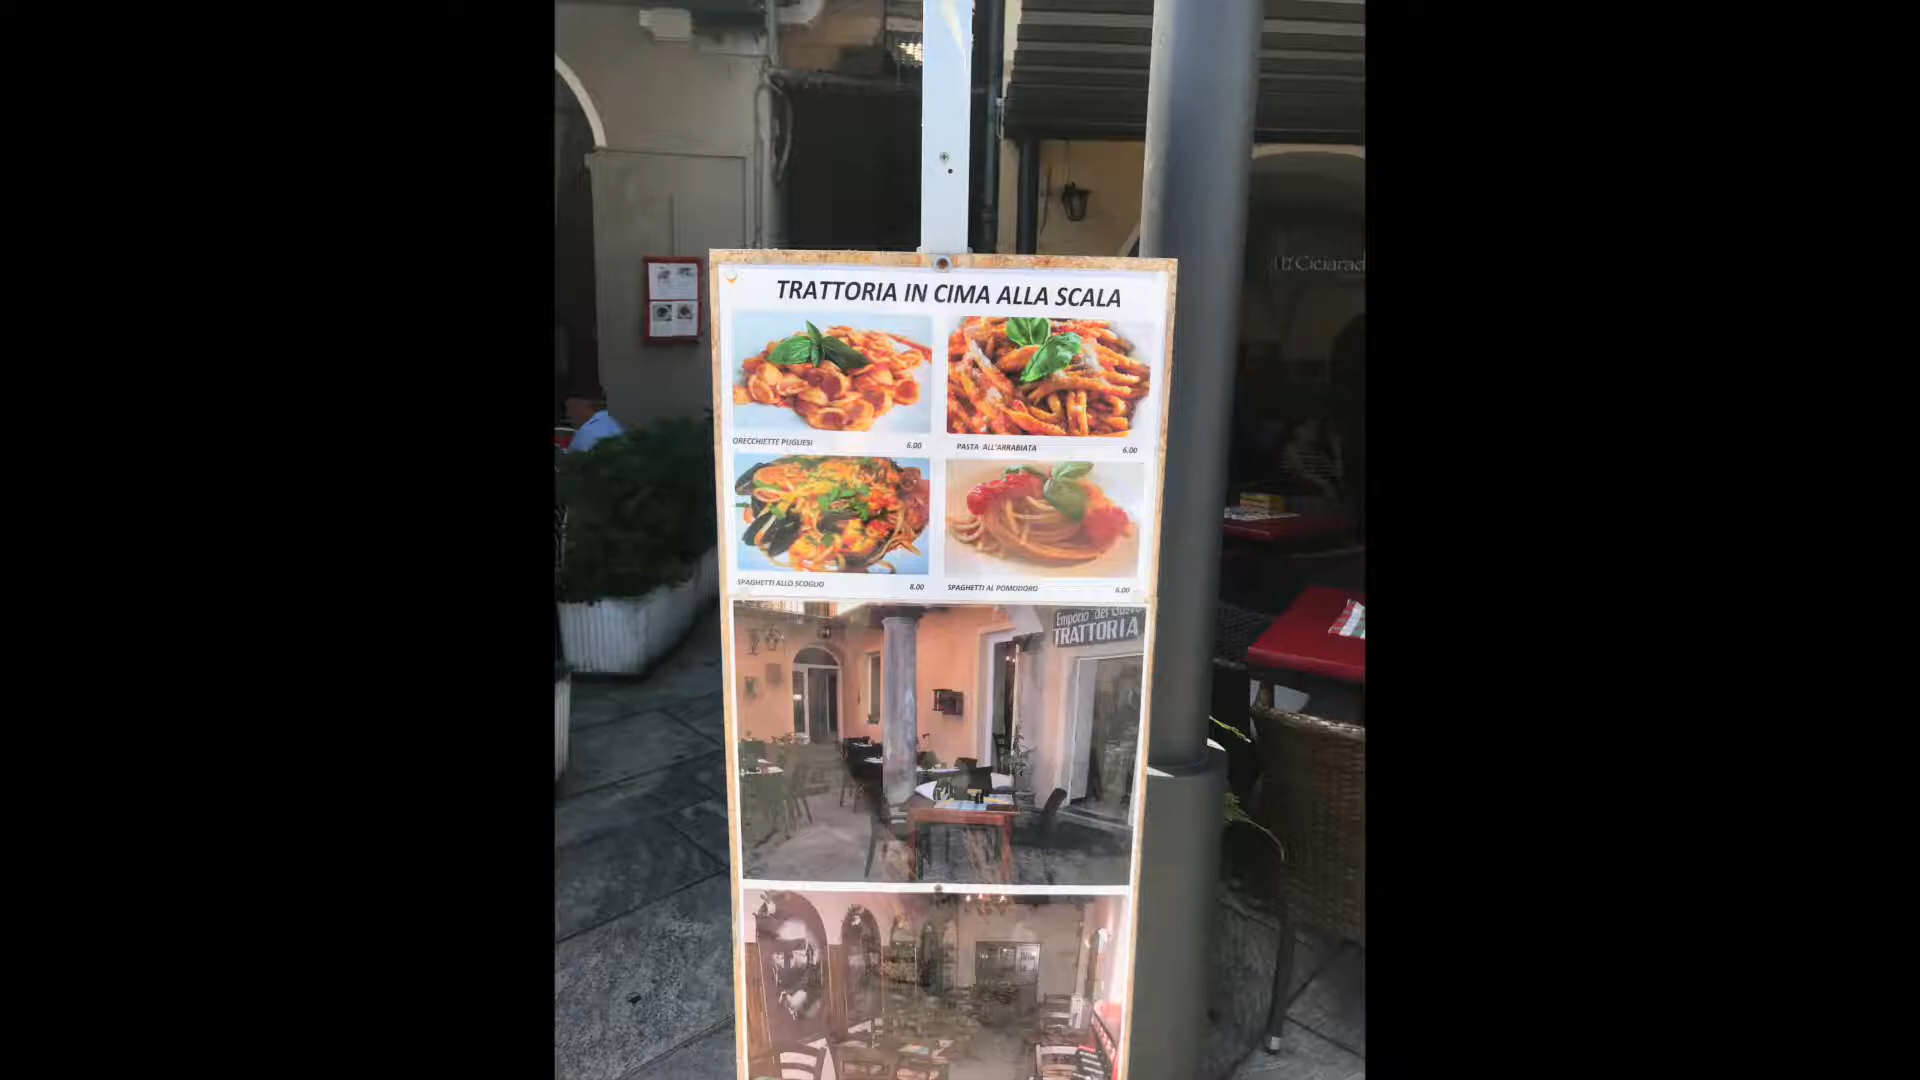 TRATTORIA IN CIMA ALLA SCALA
ORECCHIETTE PUGLIESI 6.00
PASTA ALL'ARRABIATA 6.00
SPAGHETTI ALLO SCOGLIO 8.00
SPAGHETTI AL POMODORO 6.00
Emporio del
TRATTORIA